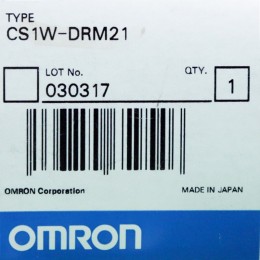 TYPE
CS1W-DRM21
LOT No. QTY.
030317 1
OMRON Corporation MADE IN JAPAN
OMRON